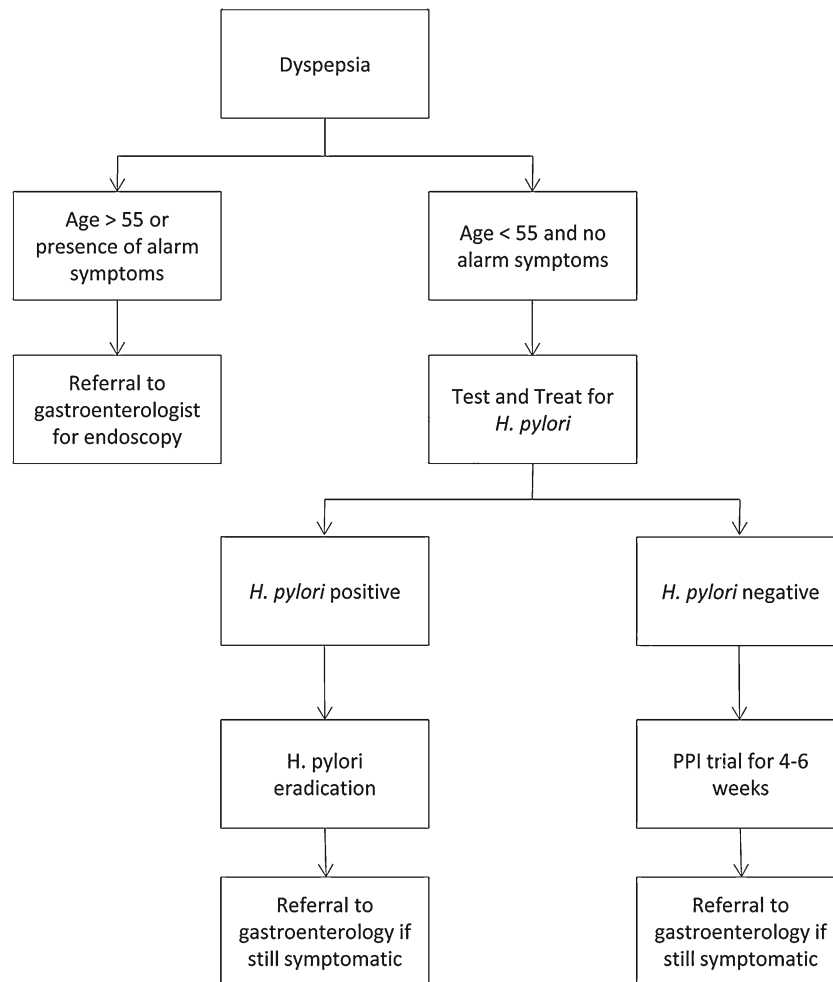 Dyspepsia
Age > 55 or
presence of alarm
symptoms
Age < 55 and no
alarm symptoms
Referral to
gastroenterologist
for endoscopy
Test and Treat for
H. pylori
H. pylori positive
H. pylori negative
H. pylori
eradication
PPI trial for 4-6
weeks
Referral to
gastroenterology if
still symptomatic
Referral to
gastroenterology if
still symptomatic